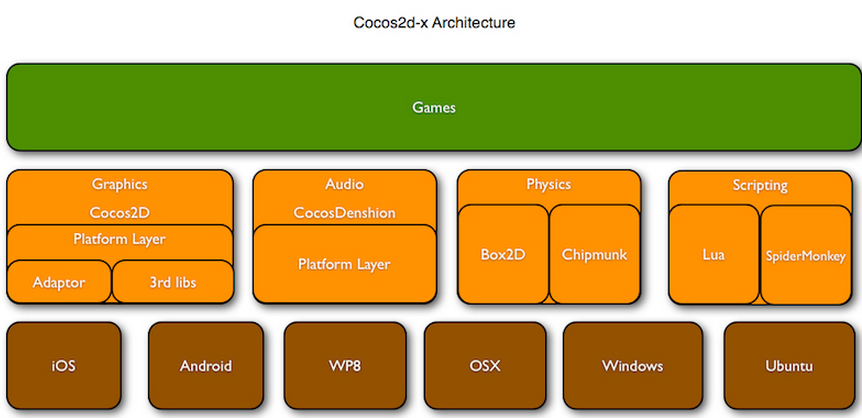 Cocos2d-x Architecture
Games
Graphics
Cocos2D
Platform Layer
Adaptor
3rd libs
Audio
CocosDenshion
Platform Layer
Physics
Box2D
Chipmunk
Scripting
Lua
SpiderMonkey
iOS
Android
WP8
OSX
Windows
Ubuntu